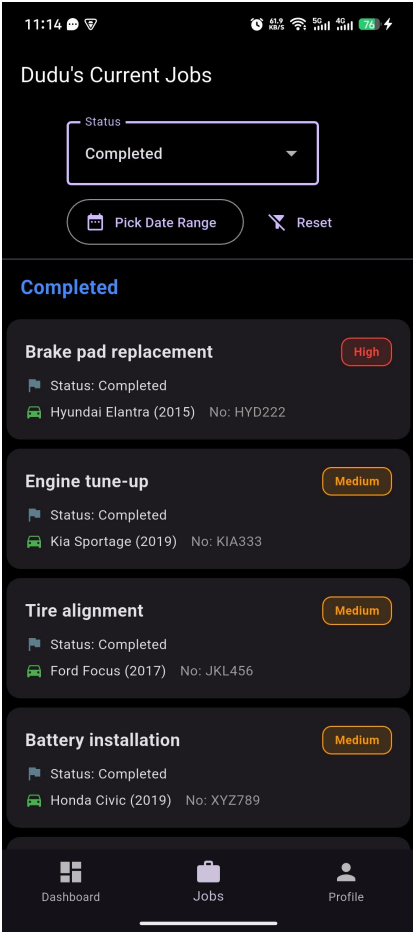 11:14
61.9 KB/S 5G 4G 76
Dudu's Current Jobs
Status
Completed
Pick Date Range Reset
Completed
Brake pad replacement High
Status: Completed
Hyundai Elantra (2015) No: HYD222
Engine tune-up Medium
Status: Completed
Kia Sportage (2019) No: KIA333
Tire alignment Medium
Status: Completed
Ford Focus (2017) No: JKL456
Battery installation Medium
Status: Completed
Honda Civic (2019) No: XYZ789
Dashboard Jobs Profile